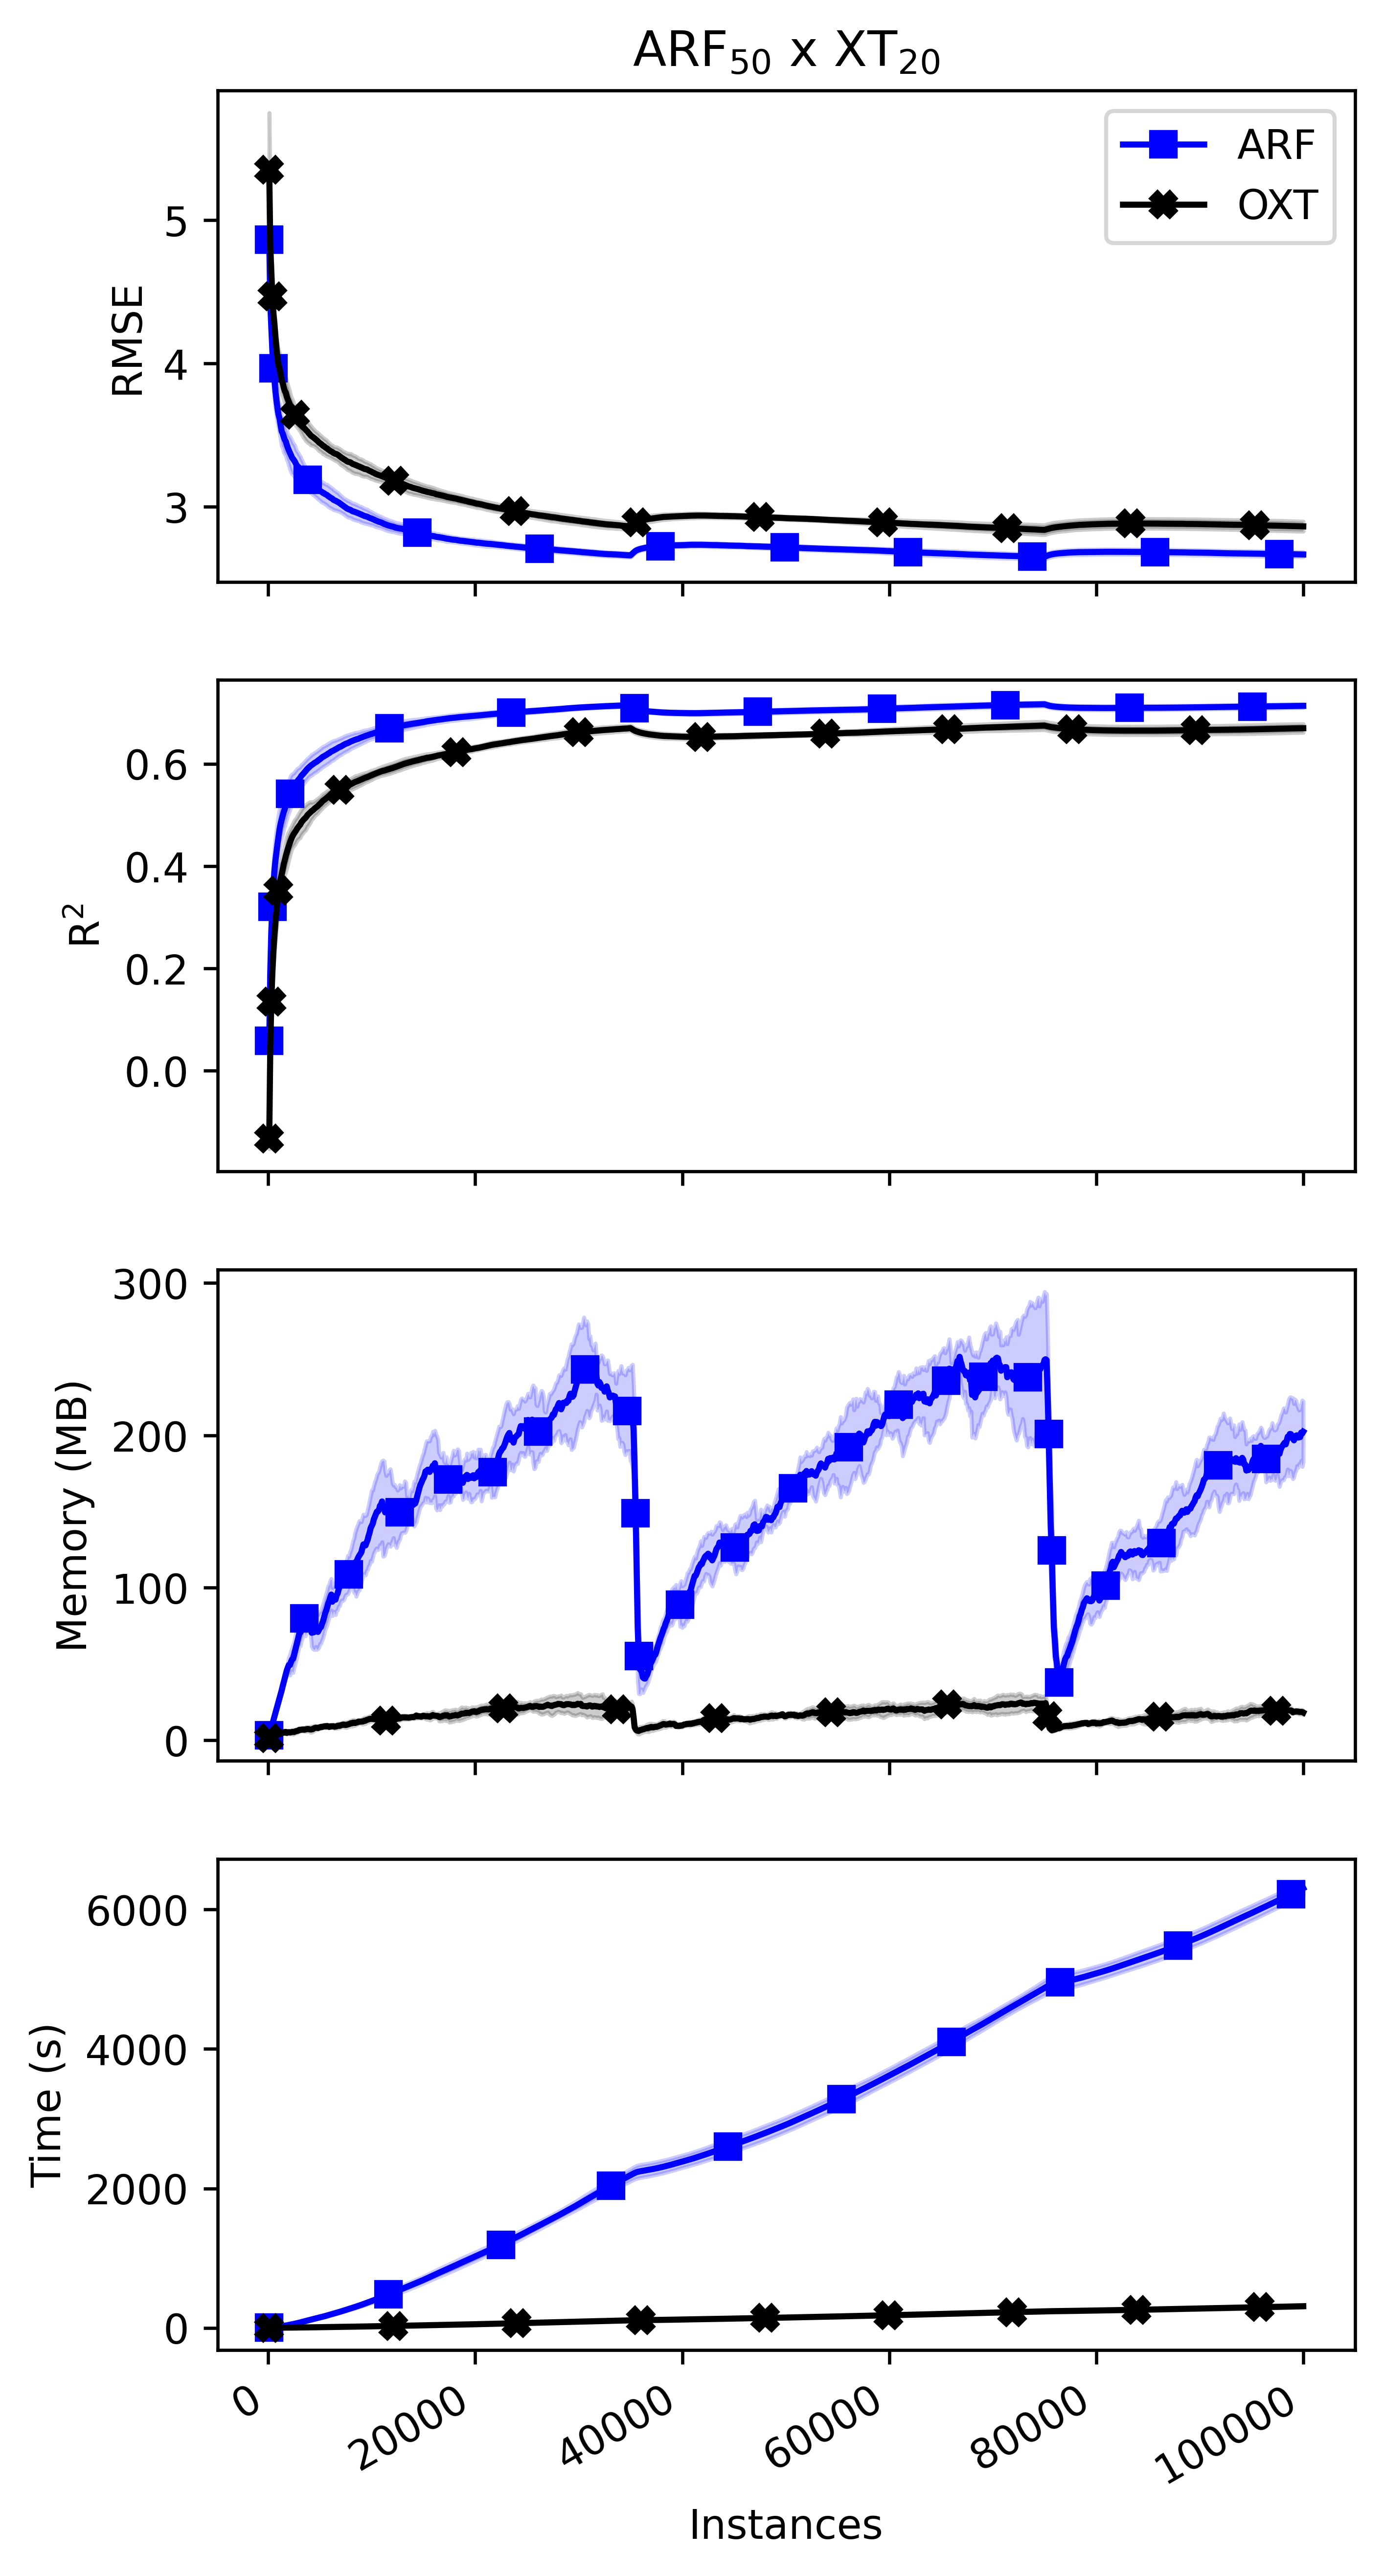 ARF₅₀ x XT₂₀
ARF
OXT
RMSE
5
4
3
R²
0.6
0.4
0.2
0.0
Memory (MB)
300
200
100
0
Time (s)
6000
4000
2000
0
0
20000
40000
60000
80000
100000
Instances